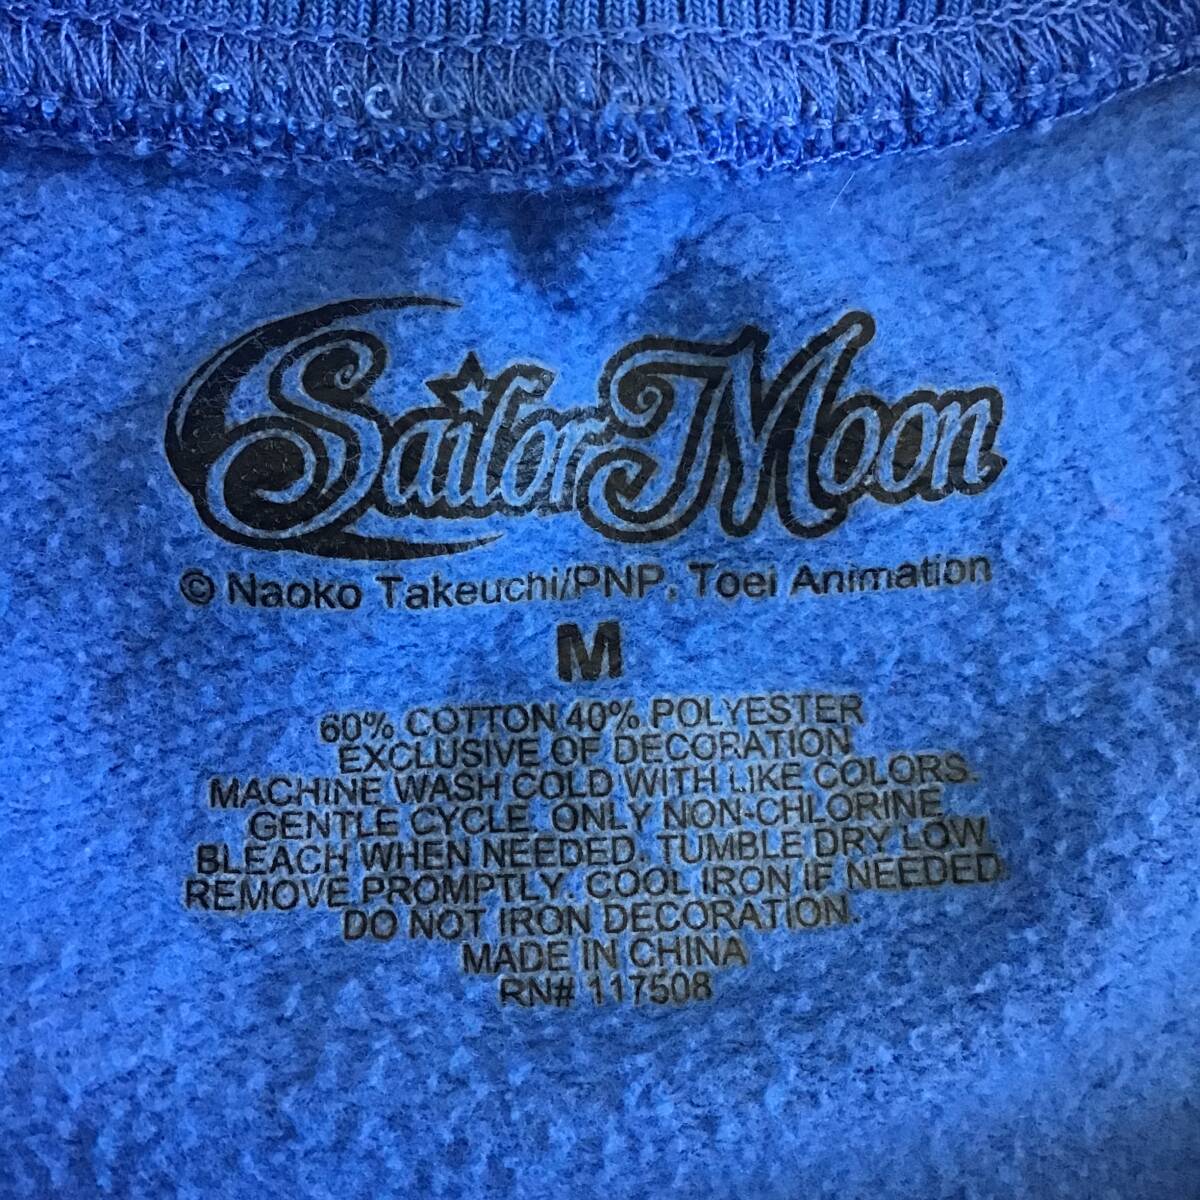 Sailor Moon
© Naoko Takeuchi/PNP, Toei Animation
M
60% COTTON 40% POLYESTER
EXCLUSIVE OF DECORATION
MACHINE WASH COLD WITH LIKE COLORS.
GENTLE CYCLE. ONLY NON-CHLORINE
BLEACH WHEN NEEDED. TUMBLE DRY LOW.
REMOVE PROMPTLY. COOL IRON IF NEEDED.
DO NOT IRON DECORATION.
MADE IN CHINA
RN# 117508